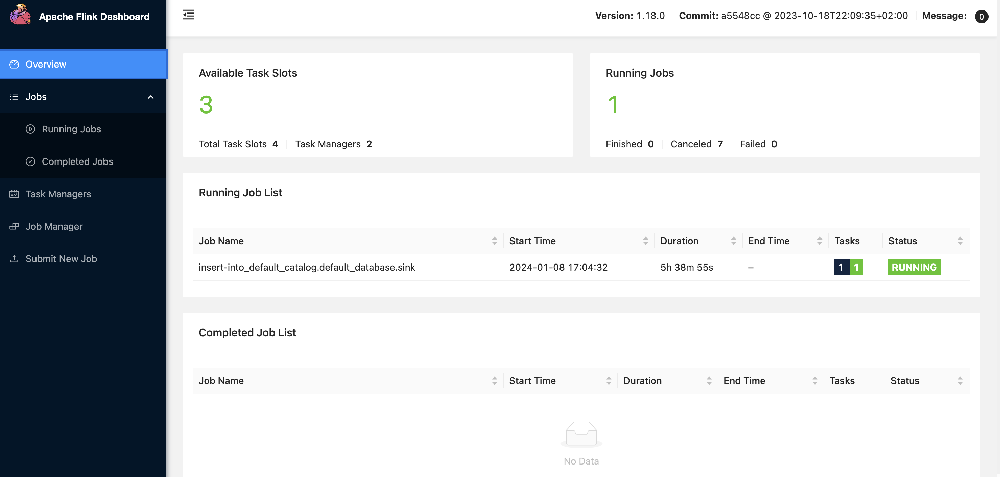 Apache Flink Dashboard
Version: 1.18.0 Commit: a5548cc @ 2023-10-18T22:09:35+02:00 Message: 0
Overview
Jobs
Running Jobs
Completed Jobs
Task Managers
Job Manager
Submit New Job
Available Task Slots
3
Total Task Slots 4 Task Managers 2
Running Jobs
1
Finished 0 Canceled 7 Failed 0
Running Job List
Job Name Start Time Duration End Time Tasks Status
insert-into_default_catalog.default_database.sink 2024-01-08 17:04:32 5h 38m 55s – 1 1 RUNNING
Completed Job List
Job Name Start Time Duration End Time Tasks Status
No Data